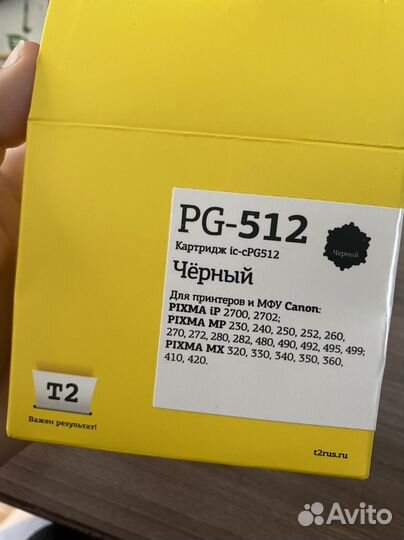 PG-512
Картридж ic-cPG512
Чёрный
Чёрный
Для принтеров и МФУ Canon:
PIXMA iP 2700, 2702;
PIXMA MP 230, 240, 250, 252, 260,
270, 272, 280, 282, 480, 490, 492, 495, 499;
PIXMA MX 320, 330, 340, 350, 360,
410, 420.
T2
Важен результат!
t2rus.ru
Avito